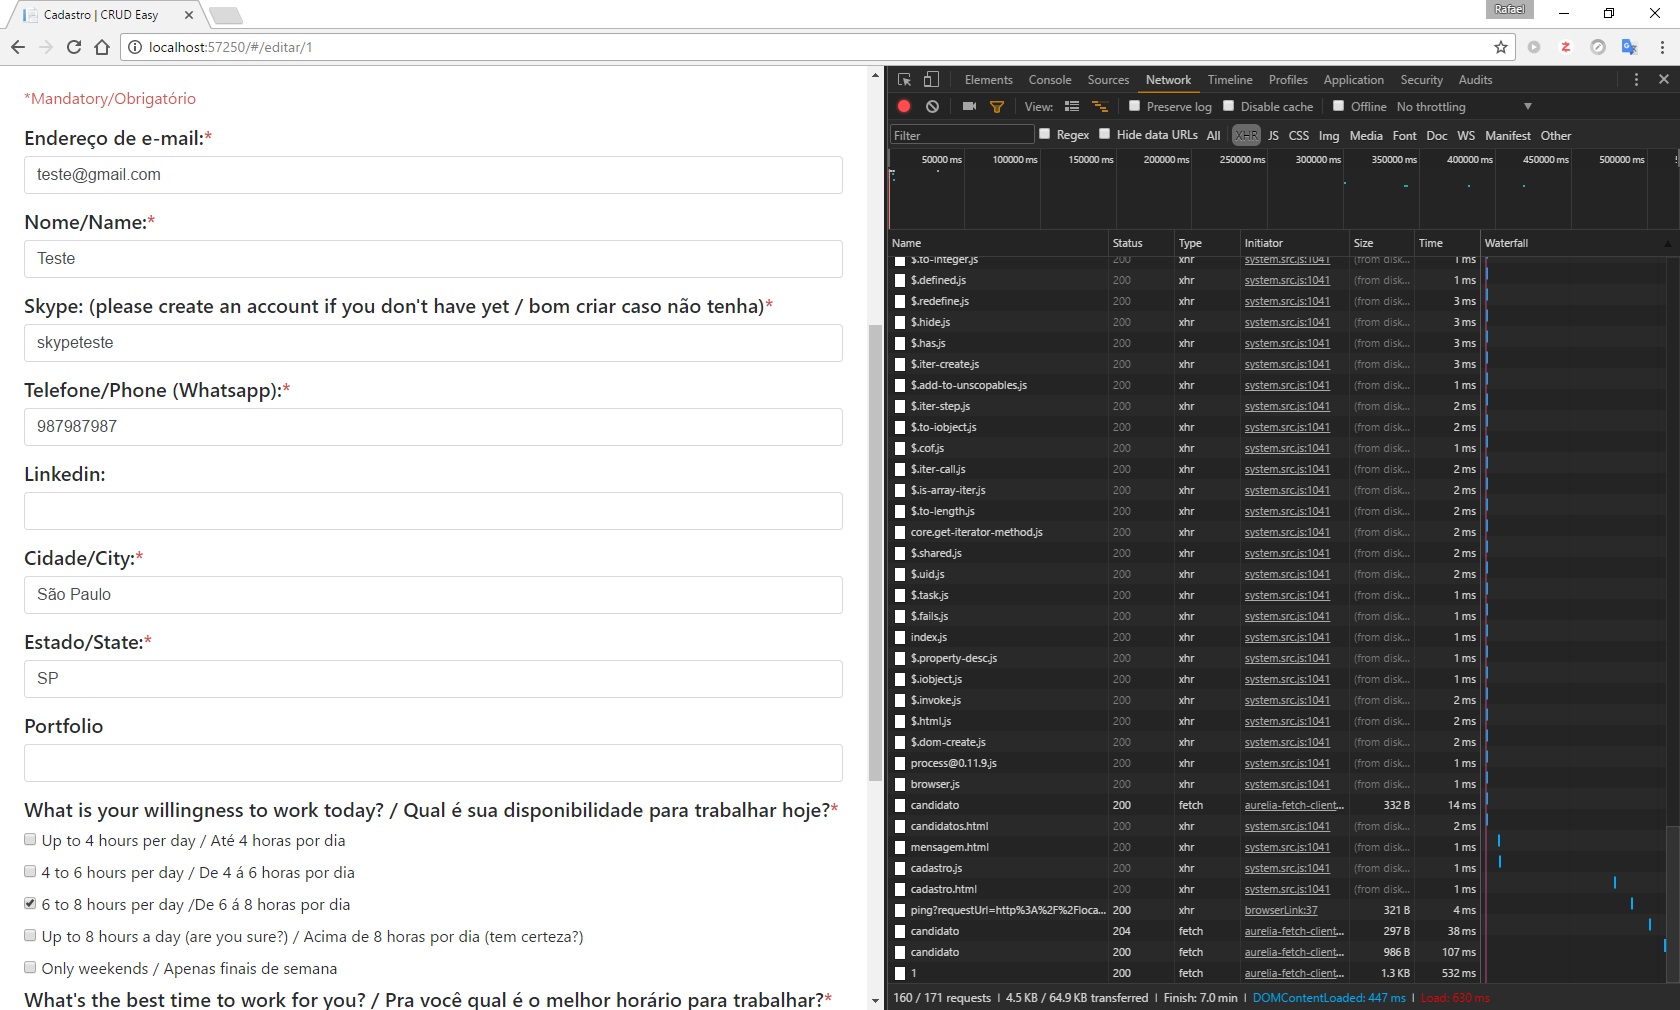 Cadastro | CRUD Easy
Rafael
localhost:57250/#/editar/1
*Mandatory/Obrigatório
Endereço de e-mail:*
teste@gmail.com
Nome/Name:*
Teste
Skype: (please create an account if you don't have yet / bom criar caso não tenha)*
skypeteste
Telefone/Phone (Whatsapp):*
987987987
Linkedin:
Cidade/City:*
São Paulo
Estado/State:*
SP
Portfolio
What is your willingness to work today? / Qual é sua disponibilidade para trabalhar hoje?*
Up to 4 hours per day / Até 4 horas por dia
4 to 6 hours per day / De 4 á 6 horas por dia
6 to 8 hours per day /De 6 á 8 horas por dia
Up to 8 hours a day (are you sure?) / Acima de 8 horas por dia (tem certeza?)
Only weekends / Apenas finais de semana
What's the best time to work for you? / Pra você qual é o melhor horário para trabalhar?*
Elements Console Sources Network Timeline Profiles Application Security Audits
View: Preserve log Disable cache Offline No throttling
Filter Regex Hide data URLs All XHR JS CSS Img Media Font Doc WS Manifest Other
50000 ms 100000 ms 150000 ms 200000 ms 250000 ms 300000 ms 350000 ms 400000 ms 450000 ms 500000 ms
Name Status Type Initiator Size Time Waterfall
$.to-integer.js 200 xhr system.src.js:1041 (from disk... 1 ms
$.defined.js 200 xhr system.src.js:1041 (from disk... 1 ms
$.redefine.js 200 xhr system.src.js:1041 (from disk... 3 ms
$.hide.js 200 xhr system.src.js:1041 (from disk... 3 ms
$.has.js 200 xhr system.src.js:1041 (from disk... 3 ms
$.iter-create.js 200 xhr system.src.js:1041 (from disk... 3 ms
$.add-to-unscopables.js 200 xhr system.src.js:1041 (from disk... 1 ms
$.iter-step.js 200 xhr system.src.js:1041 (from disk... 2 ms
$.to-iobject.js 200 xhr system.src.js:1041 (from disk... 2 ms
$.cof.js 200 xhr system.src.js:1041 (from disk... 1 ms
$.iter-call.js 200 xhr system.src.js:1041 (from disk... 2 ms
$.is-array-iter.js 200 xhr system.src.js:1041 (from disk... 2 ms
$.to-length.js 200 xhr system.src.js:1041 (from disk... 2 ms
core.get-iterator-method.js 200 xhr system.src.js:1041 (from disk... 2 ms
$.shared.js 200 xhr system.src.js:1041 (from disk... 2 ms
$.uid.js 200 xhr system.src.js:1041 (from disk... 2 ms
$.task.js 200 xhr system.src.js:1041 (from disk... 1 ms
$.fails.js 200 xhr system.src.js:1041 (from disk... 1 ms
index.js 200 xhr system.src.js:1041 (from disk... 1 ms
$.property-desc.js 200 xhr system.src.js:1041 (from disk... 1 ms
$.iobject.js 200 xhr system.src.js:1041 (from disk... 1 ms
$.invoke.js 200 xhr system.src.js:1041 (from disk... 2 ms
$.html.js 200 xhr system.src.js:1041 (from disk... 2 ms
$.dom-create.js 200 xhr system.src.js:1041 (from disk... 2 ms
process@0.11.9.js 200 xhr system.src.js:1041 (from disk... 1 ms
browser.js 200 xhr system.src.js:1041 (from disk... 1 ms
candidato 200 fetch aurelia-fetch-client... 332 B 14 ms
candidatos.html 200 xhr system.src.js:1041 (from disk... 2 ms
mensagem.html 200 xhr system.src.js:1041 (from disk... 1 ms
cadastro.js 200 xhr system.src.js:1041 (from disk... 1 ms
cadastro.html 200 xhr system.src.js:1041 (from disk... 1 ms
ping?requestUrl=http%3A%2F%2Floca... 200 xhr browserLink:37 321 B 4 ms
candidato 204 fetch aurelia-fetch-client... 297 B 38 ms
candidato 200 fetch aurelia-fetch-client... 986 B 107 ms
1 200 fetch aurelia-fetch-client... 1.3 KB 532 ms
160 / 171 requests | 4.5 KB / 64.9 KB transferred | Finish: 7.0 min | DOMContentLoaded: 447 ms | Load: 630 ms